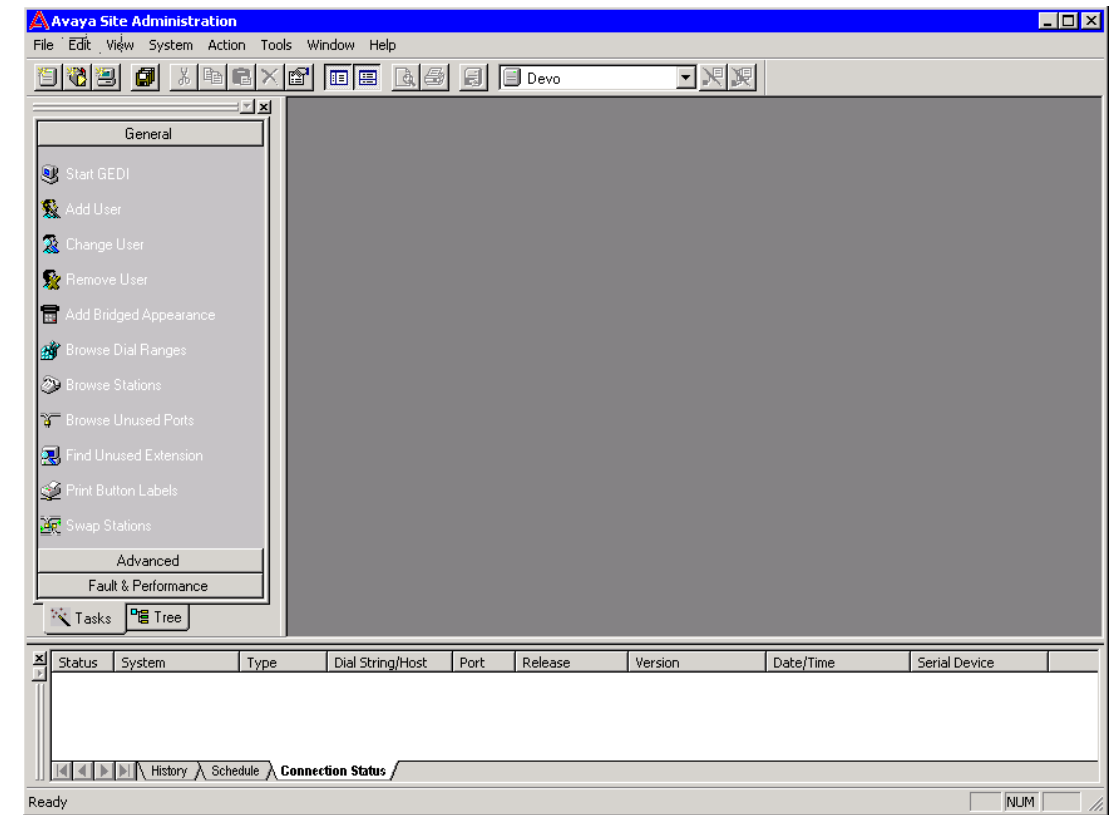 Avaya Site Administration
File Edit View System Action Tools Window Help
Devo
General
Start GEDI
Add User
Change User
Remove User
Add Bridged Appearance
Browse Dial Ranges
Browse Stations
Browse Unused Ports
Find Unused Extension
Print Button Labels
Swap Stations
Advanced
Fault & Performance
Tasks Tree
Status System Type Dial String/Host Port Release Version Date/Time Serial Device
History Schedule Connection Status
Ready NUM